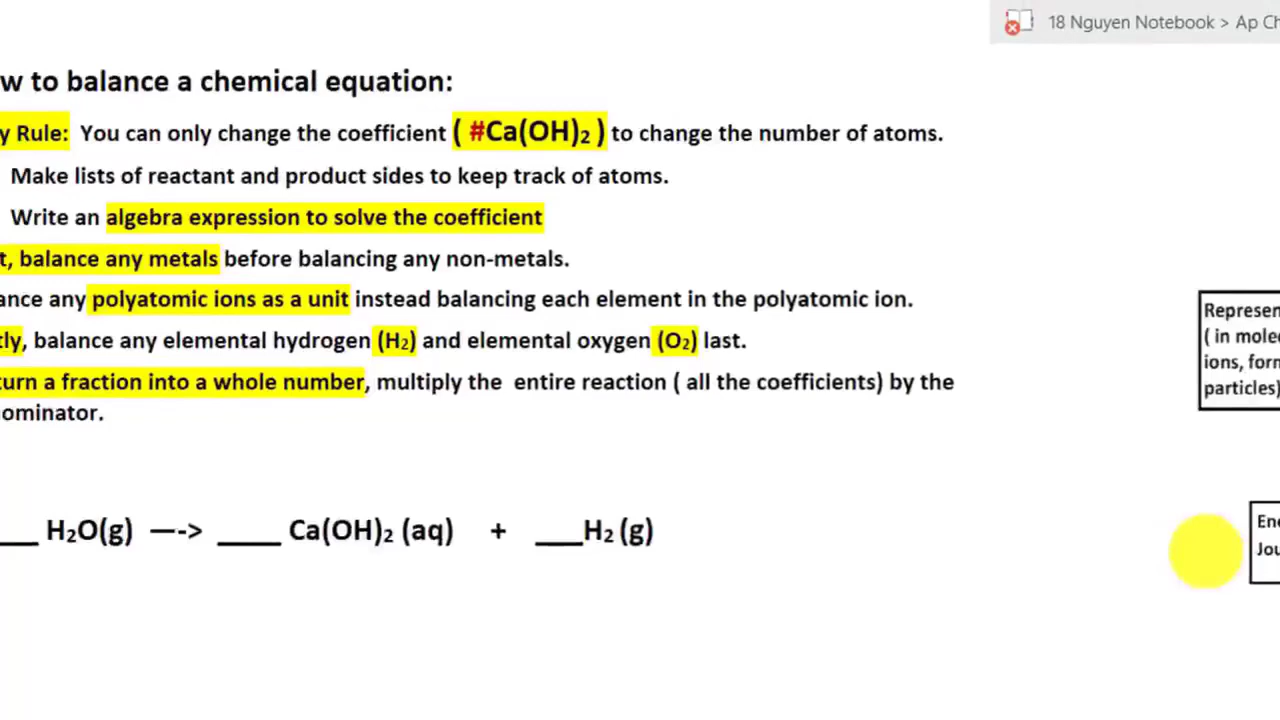 18 Nguyen Notebook > Ap Ch
w to balance a chemical equation:
y Rule: You can only change the coefficient ( #Ca(OH)₂ ) to change the number of atoms.
Make lists of reactant and product sides to keep track of atoms.
Write an algebra expression to solve the coefficient
t, balance any metals before balancing any non-metals.
ance any polyatomic ions as a unit instead balancing each element in the polyatomic ion.
tly, balance any elemental hydrogen (H₂) and elemental oxygen (O₂) last.
turn a fraction into a whole number, multiply the entire reaction ( all the coefficients) by the
ominator.
Represen
( in molec
ions, form
particles)
___ H₂O(g) —-> ____ Ca(OH)₂ (aq) + ___H₂ (g)
Ene
Jou